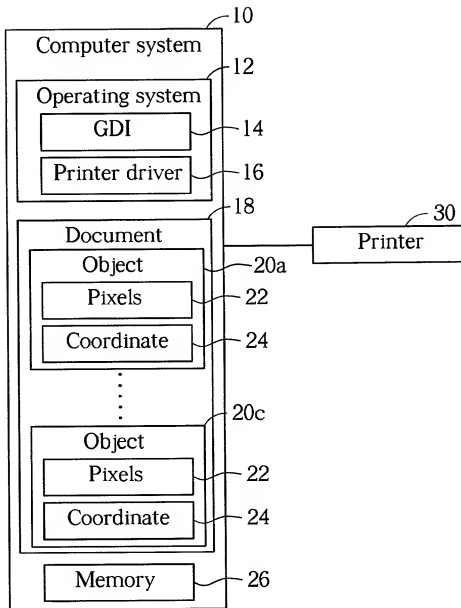 10
Computer system
12
Operating system
GDI
14
Printer driver
16
18
Document
30
Printer
Object
20a
Pixels
22
Coordinate
24
20c
Object
Pixels
22
Coordinate
24
Memory
26